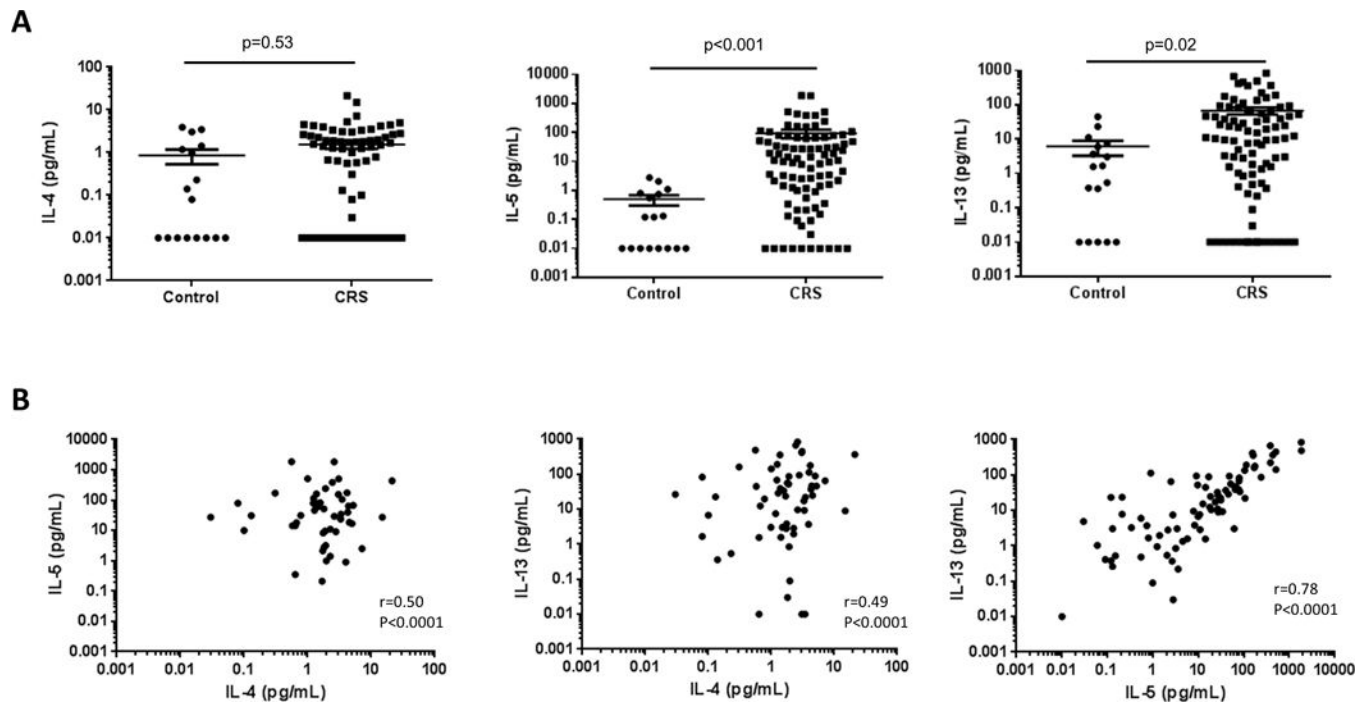 A
p=0.53
IL-4 (pg/mL)
100
10
1
0.1
0.01
0.001
Control
CRS
p<0.001
IL-5 (pg/mL)
10000
1000
100
10
1
0.1
0.01
0.001
Control
CRS
p=0.02
IL-13 (pg/mL)
1000
100
10
1
0.1
0.01
0.001
Control
CRS
B
IL-5 (pg/mL)
10000
1000
100
10
1
0.1
0.01
0.001
r=0.50
P<0.0001
0.001 0.01 0.1 1 10 100
IL-4 (pg/mL)
IL-13 (pg/mL)
1000
100
10
1
0.1
0.01
0.001
r=0.49
P<0.0001
0.001 0.01 0.1 1 10 100
IL-4 (pg/mL)
IL-13 (pg/mL)
1000
100
10
1
0.1
0.01
0.001
r=0.78
P<0.0001
0.001 0.01 0.1 1 10 100 1000 10000
IL-5 (pg/mL)